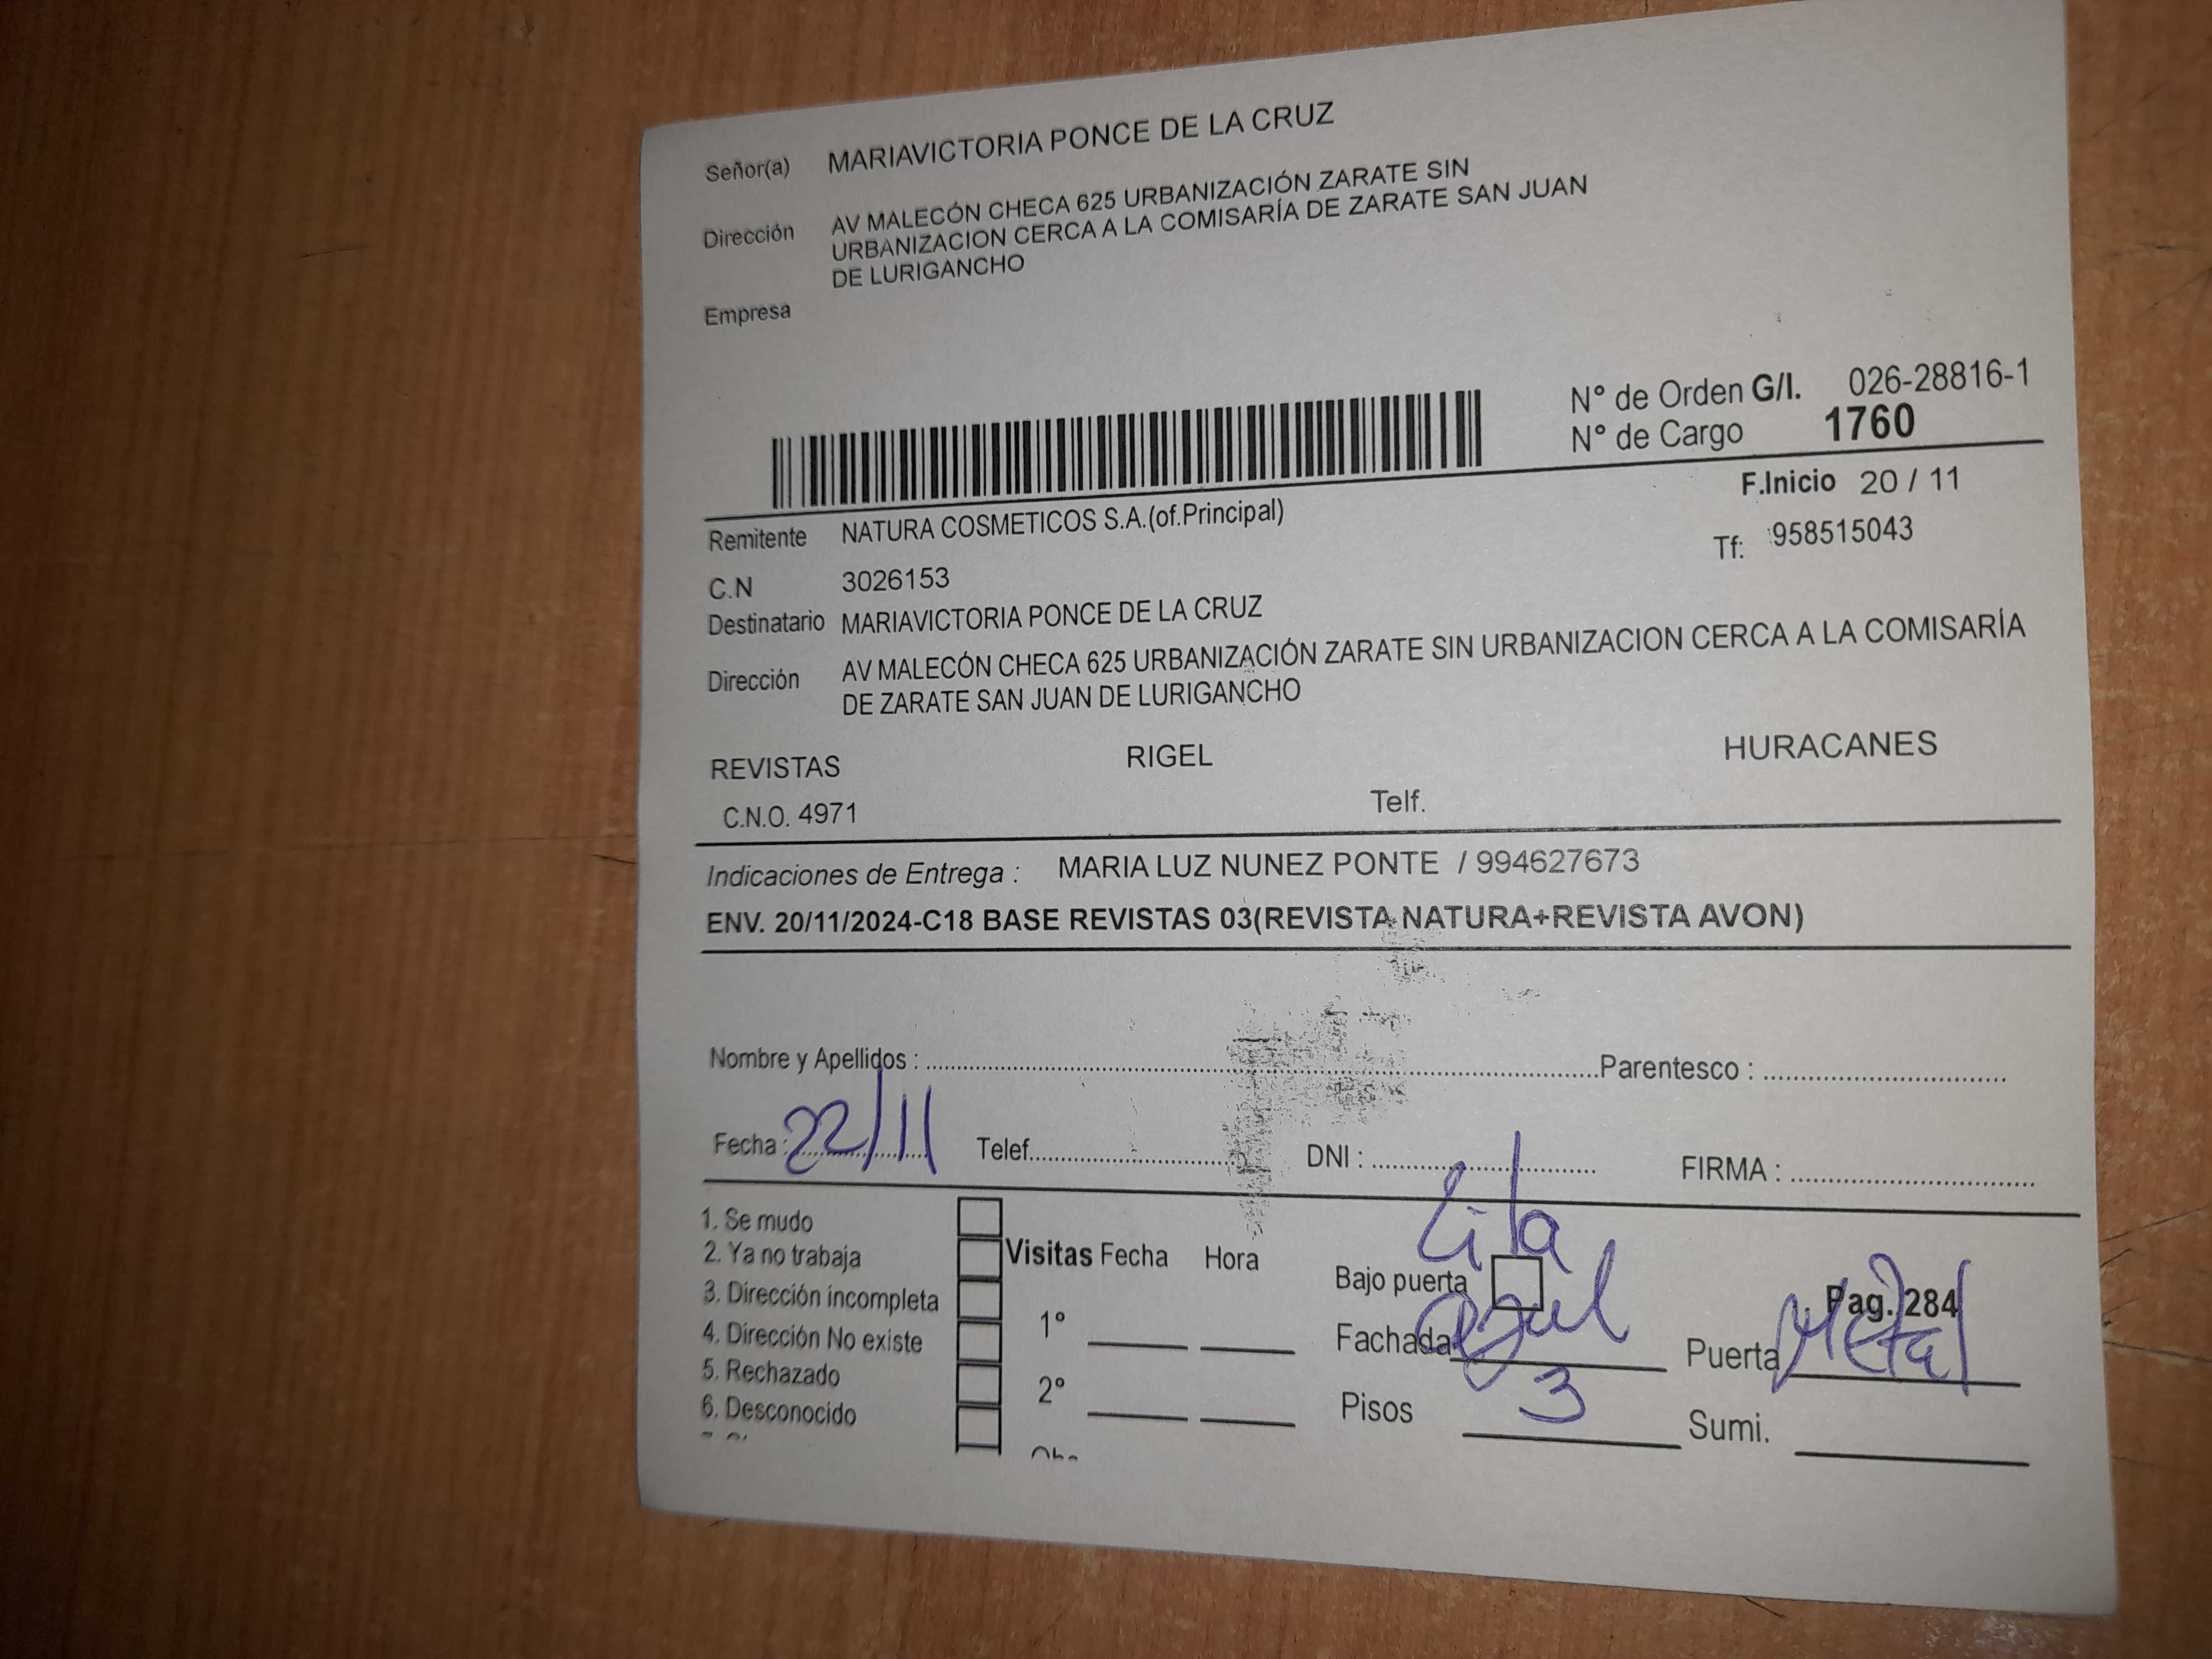 Señor(a) MARIAVICTORIA PONCE DE LA CRUZ
Dirección AV MALECÓN CHECA 625 URBANIZACIÓN ZARATE SIN
URBANIZACION CERCA A LA COMISARÍA DE ZARATE SAN JUAN
DE LURIGANCHO
Empresa
N° de Orden G/I. 026-28816-1
N° de Cargo 1760
F.Inicio 20 / 11
Remitente NATURA COSMETICOS S.A.(of.Principal)
Tf: 958515043
C.N 3026153
Destinatario MARIAVICTORIA PONCE DE LA CRUZ
Dirección AV MALECÓN CHECA 625 URBANIZACIÓN ZARATE SIN URBANIZACION CERCA A LA COMISARÍA
DE ZARATE SAN JUAN DE LURIGANCHO
REVISTAS RIGEL HURACANES
C.N.O. 4971 Telf.
Indicaciones de Entrega : MARIA LUZ NUNEZ PONTE / 994627673
ENV. 20/11/2024-C18 BASE REVISTAS 03(REVISTA NATURA+REVISTA AVON)
Nombre y Apellidos : Parentesco :
Fecha : 22/11 Telef. DNI : FIRMA :
1. Se mudo
2. Ya no trabaja
3. Dirección incompleta
4. Dirección No existe
5. Rechazado
6. Desconocido
Visitas Fecha Hora
1°
2°
Bajo puerta Pag. 284
Fachada azul Puerta Metal
Pisos 3 Sumi.